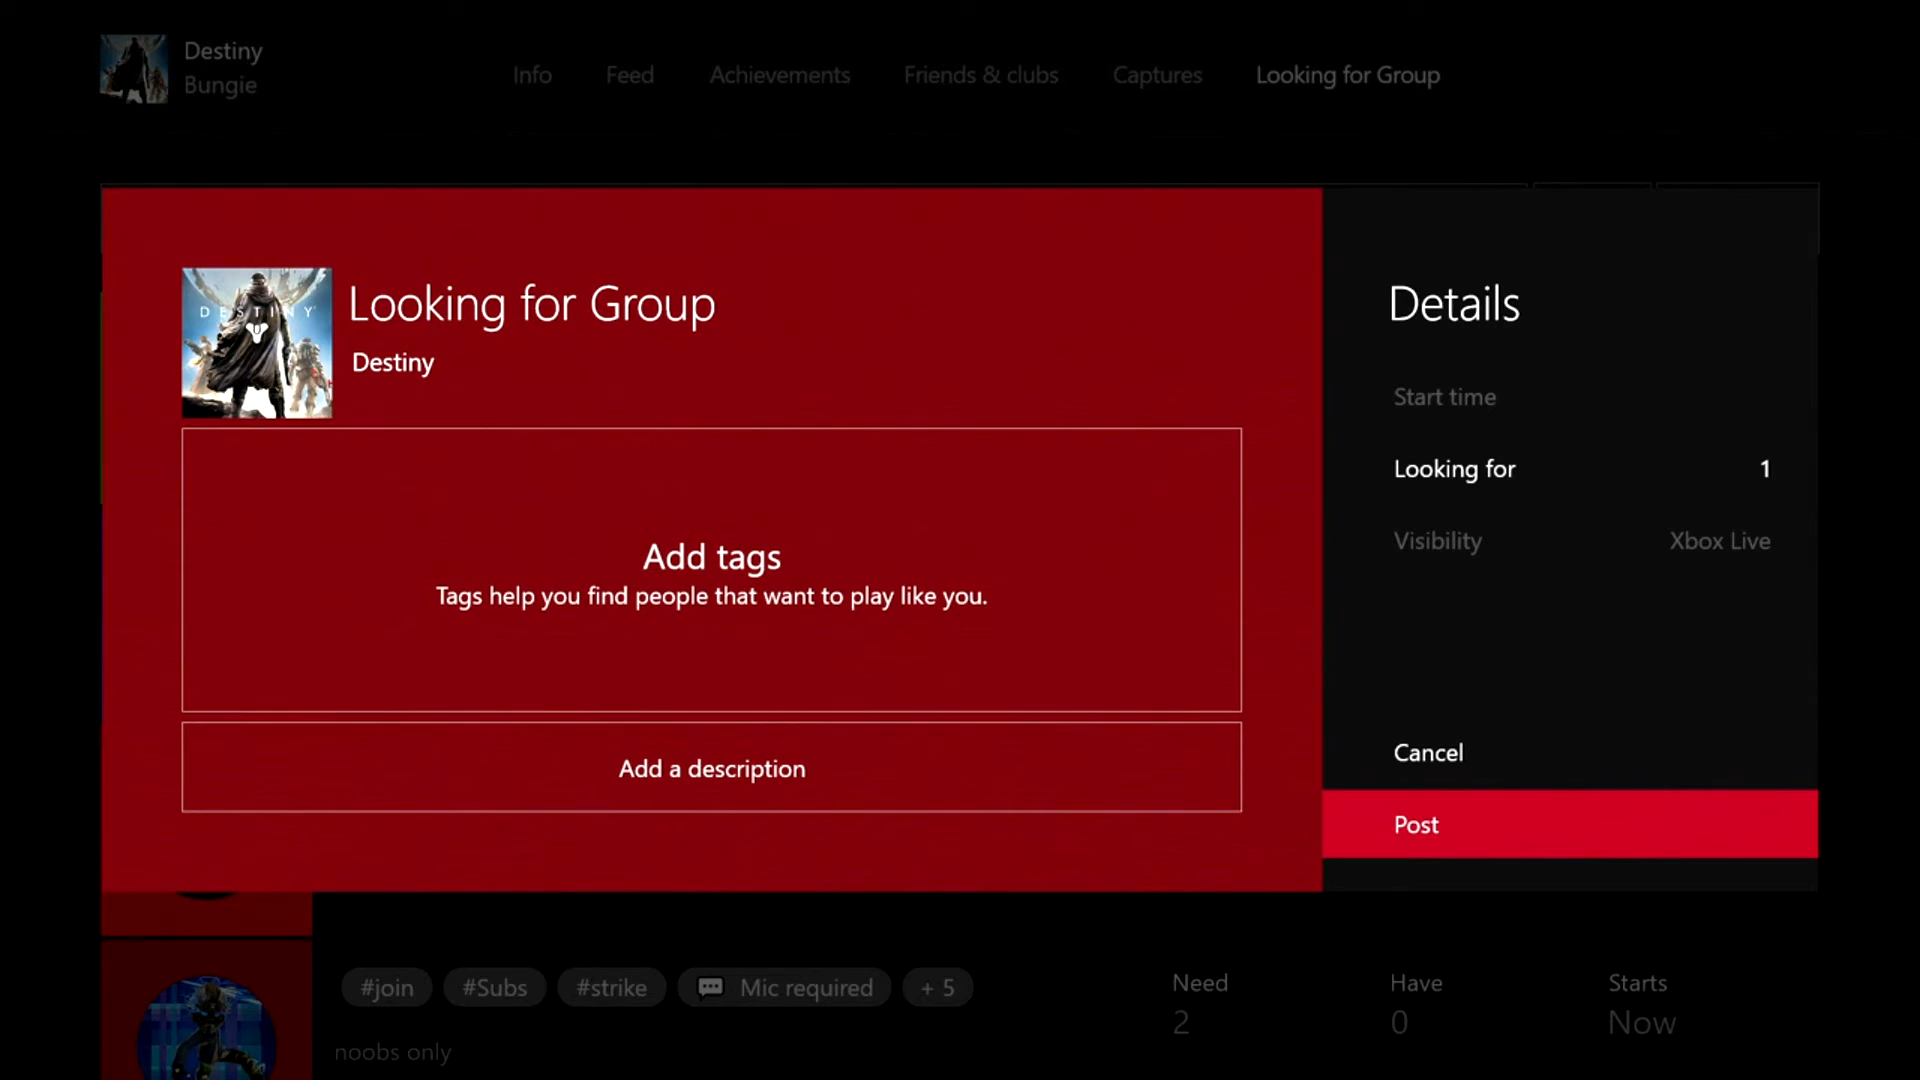 Destiny
Bungie
Info
Feed
Achievements
Friends & clubs
Captures
Looking for Group
DESTINY
Looking for Group
Destiny
Add tags
Tags help you find people that want to play like you.
Add a description
Details
Start time
Looking for 1
Visibility Xbox Live
Cancel
Post
#join #Subs #strike Mic required + 5
noobs only
Need Have Starts
2 0 Now